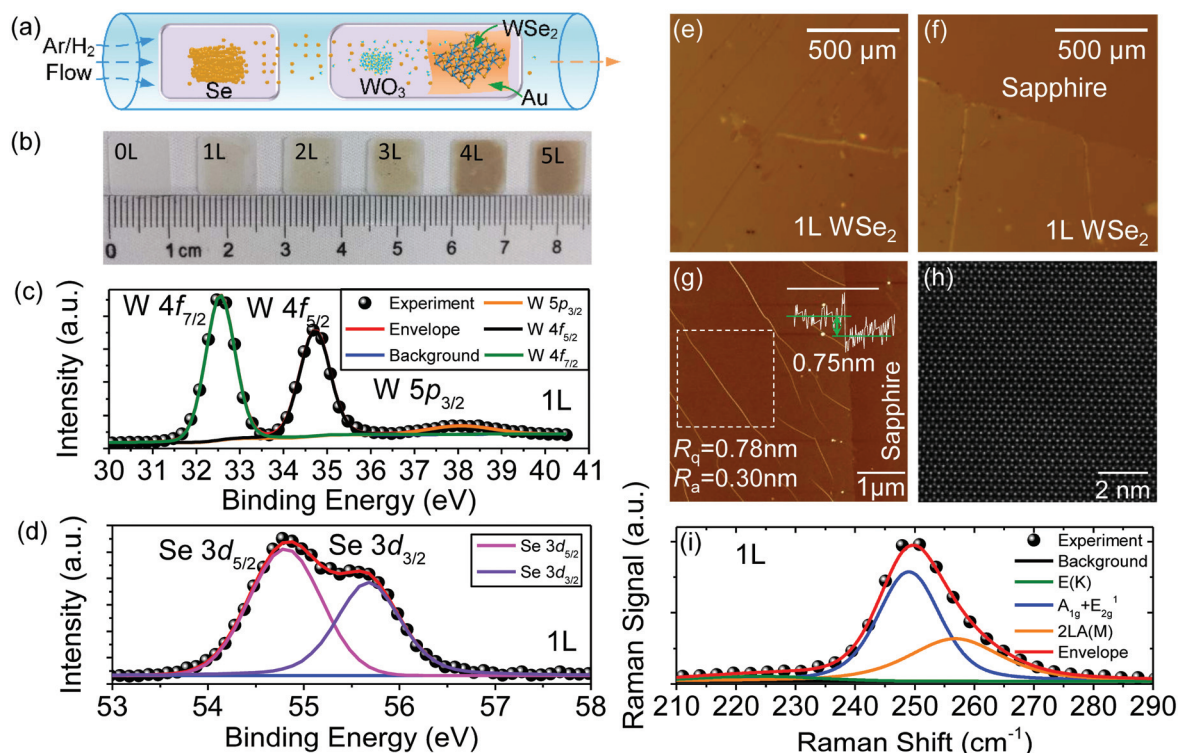 (a)
Ar/H2
Flow
Se
WO3
WSe2
Au
(b)
0L 1L 2L 3L 4L 5L
0 1 cm 2 3 4 5 6 7 8
(c)
W 4f7/2
W 4f5/2
W 5p3/2
Experiment
Envelope
Background
W 5p3/2
W 4f5/2
W 4f7/2
1L
Intensity (a.u.)
30 31 32 33 34 35 36 37 38 39 40 41
Binding Energy (eV)
(d)
Se 3d5/2
Se 3d3/2
Se 3d5/2
Se 3d3/2
1L
Intensity (a.u.)
53 54 55 56 57 58
Binding Energy (eV)
(e)
500 μm
1L WSe2
(f)
500 μm
Sapphire
1L WSe2
(g)
0.75nm
Rq=0.78nm
Ra=0.30nm
Sapphire
1μm
(h)
2 nm
(i)
1L
Experiment
Background
E(K)
A1g+E2g1
2LA(M)
Envelope
Raman Signal (a.u.)
210 220 230 240 250 260 270 280 290
Raman Shift (cm-1)